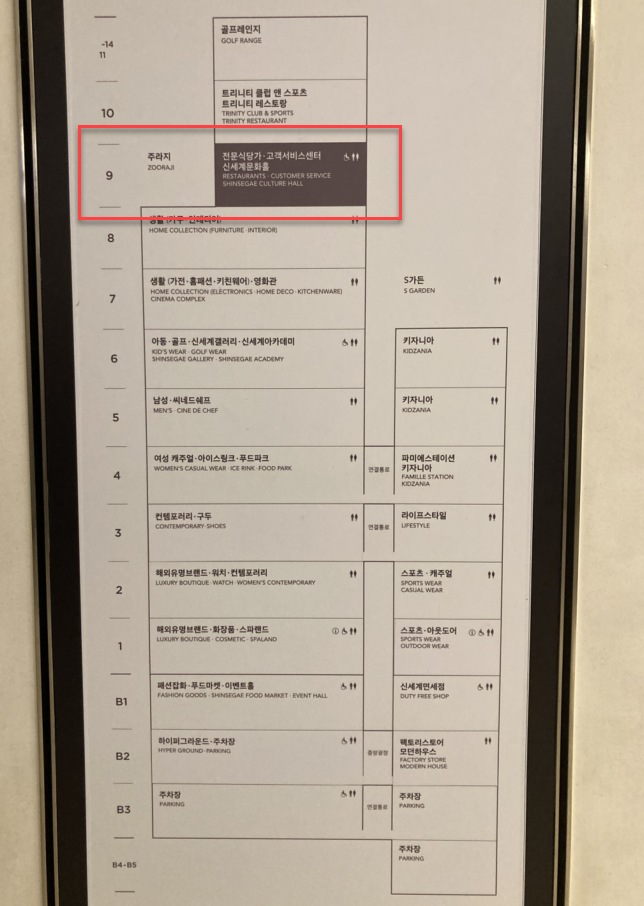 -14
11
골프레인지
GOLF RANGE
10
트리니티 클럽 앤 스포츠
트리니티 레스토랑
TRINITY CLUB & SPORTS
TRINITY RESTAURANT
9
주라지
ZOORAJI
전문식당가·고객서비스센터
신세계문화홀
RESTAURANTS · CUSTOMER SERVICE
SHINSEGAE CULTURE HALL
8
생활 (가구·인테리어)
HOME COLLECTION (FURNITURE · INTERIOR)
7
생활 (가전·홈패션·키친웨어)·영화관
HOME COLLECTION (ELECTRONICS · HOME DECO · KITCHENWARE)
CINEMA COMPLEX
S가든
S GARDEN
6
아동·골프·신세계갤러리·신세계아카데미
KID'S WEAR · GOLF WEAR
SHINSEGAE GALLERY · SHINSEGAE ACADEMY
키자니아
KIDZANIA
5
남성·씨네드쉐프
MEN'S · CINE DE CHEF
키자니아
KIDZANIA
4
여성 캐주얼·아이스링크·푸드파크
WOMEN'S CASUAL WEAR · ICE RINK · FOOD PARK
연결통로
파미에스테이션
키자니아
FAMILLE STATION
KIDZANIA
3
컨템포러리·구두
CONTEMPORARY·SHOES
연결통로
라이프스타일
LIFESTYLE
2
해외유명브랜드·워치·컨템포러리
LUXURY BOUTIQUE · WATCH · WOMEN'S CONTEMPORARY
스포츠·캐주얼
SPORTS WEAR
CASUAL WEAR
1
해외유명브랜드·화장품·스파랜드
LUXURY BOUTIQUE · COSMETIC · SPALAND
스포츠·아웃도어
SPORTS WEAR
OUTDOOR WEAR
B1
패션잡화·푸드마켓·이벤트홀
FASHION GOODS · SHINSEGAE FOOD MARKET · EVENT HALL
신세계면세점
DUTY FREE SHOP
B2
하이퍼그라운드·주차장
HYPER GROUND·PARKING
중앙광장
팩토리스토어
모던하우스
FACTORY STORE
MODERN HOUSE
B3
주차장
PARKING
연결통로
주차장
PARKING
B4-B5
주차장
PARKING